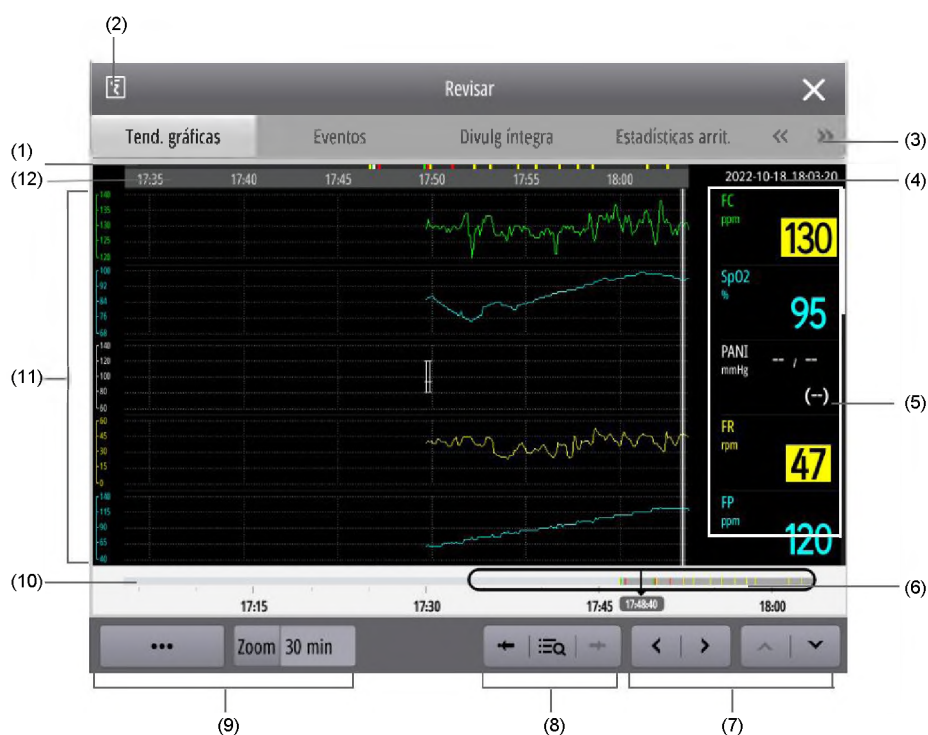 (2)
Revisar
Tend. gráficas Eventos Divulg íntegra Estadísticas arrit.
(3)
(1)
(12)
17:35 17:40 17:45 17:50 17:55 18:00
2022-10-18 18:03:20
(4)
140
135
130
125
120
FC
ppm
130
100
92
84
76
68
SpO2
%
95
140
120
100
80
60
PANI
mmHg
-- / --
(--)
(5)
(11)
60
45
30
15
0
FR
rpm
47
140
115
90
65
40
FP
ppm
120
(10)
(6)
17:15 17:30 17:45 17:48:40 18:00
••• Zoom 30 min
(9) (8) (7)